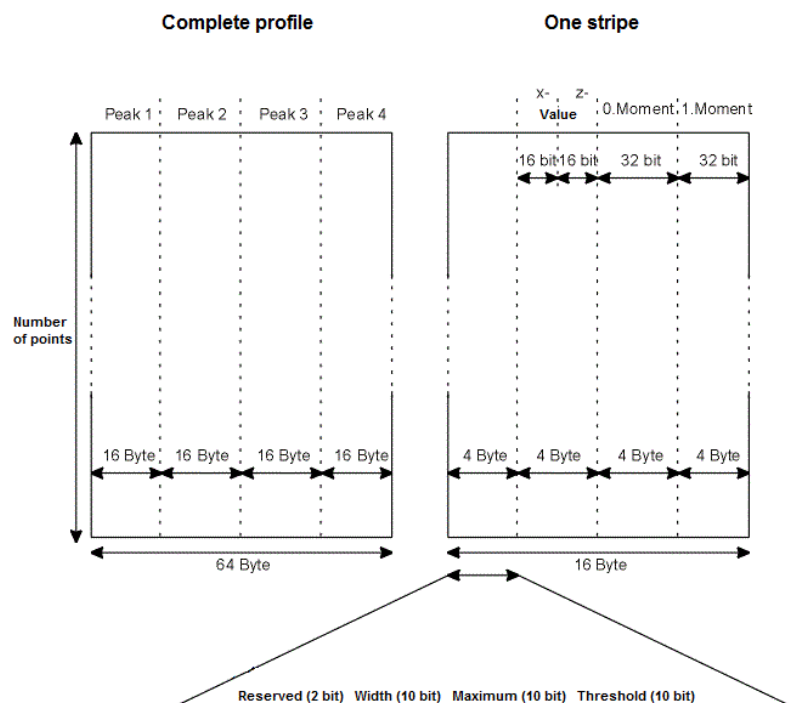 Complete profile
One stripe
Peak 1 Peak 2 Peak 3 Peak 4
x- z-
Value
0.Moment 1.Moment
16 bit 16 bit 32 bit 32 bit
Number
of points
16 Byte 16 Byte 16 Byte 16 Byte
4 Byte 4 Byte 4 Byte 4 Byte
64 Byte
16 Byte
Reserved (2 bit) Width (10 bit) Maximum (10 bit) Threshold (10 bit)